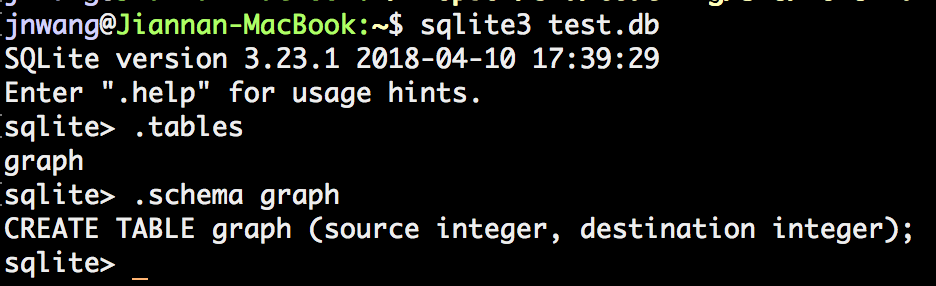 jnwang@Jiannan-MacBook:~$ sqlite3 test.db
SQLite version 3.23.1 2018-04-10 17:39:29
Enter ".help" for usage hints.
sqlite> .tables
graph
sqlite> .schema graph
CREATE TABLE graph (source integer, destination integer);
sqlite> _